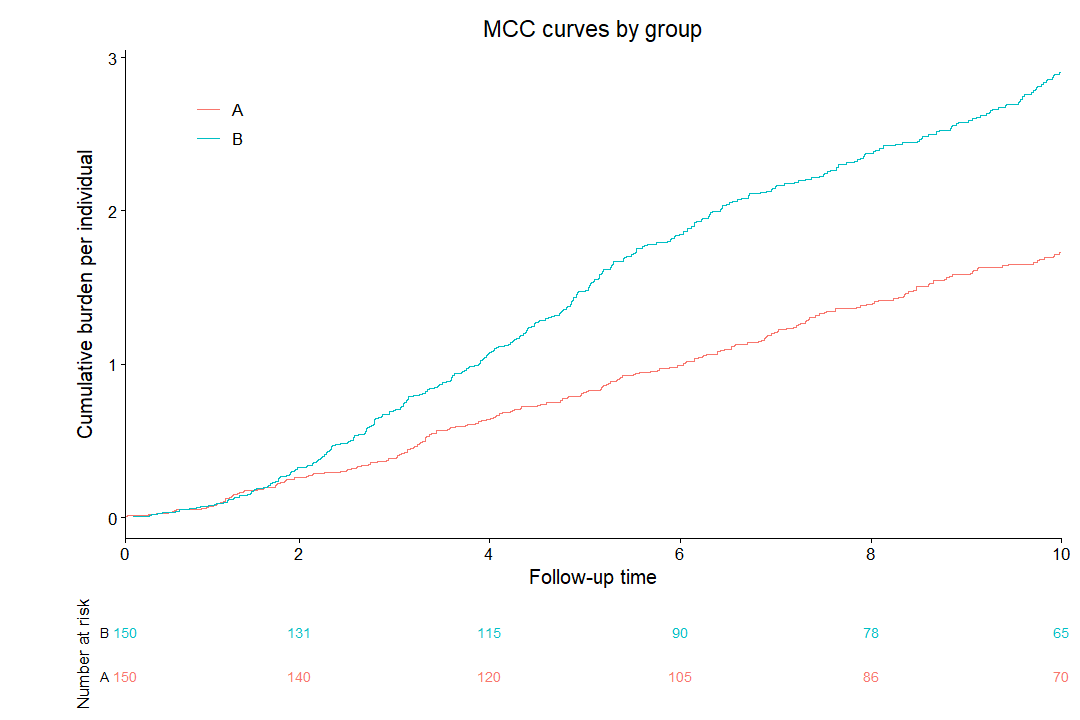 MCC curves by group
3
A
B
2
Cumulative burden per individual
1
0
0 2 4 6 8 10
Follow-up time
Number at risk
B 150 131 115 90 78 65
A 150 140 120 105 86 70